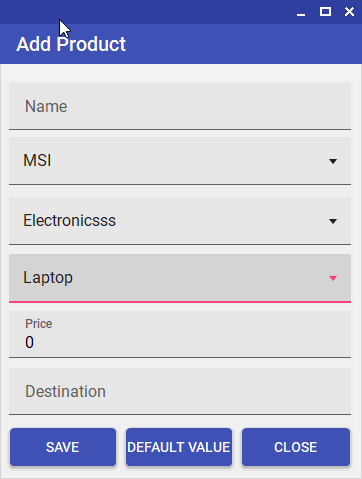 Add Product
Name
MSI
Electronicsss
Laptop
Price
0
Destination
SAVE DEFAULT VALUE CLOSE